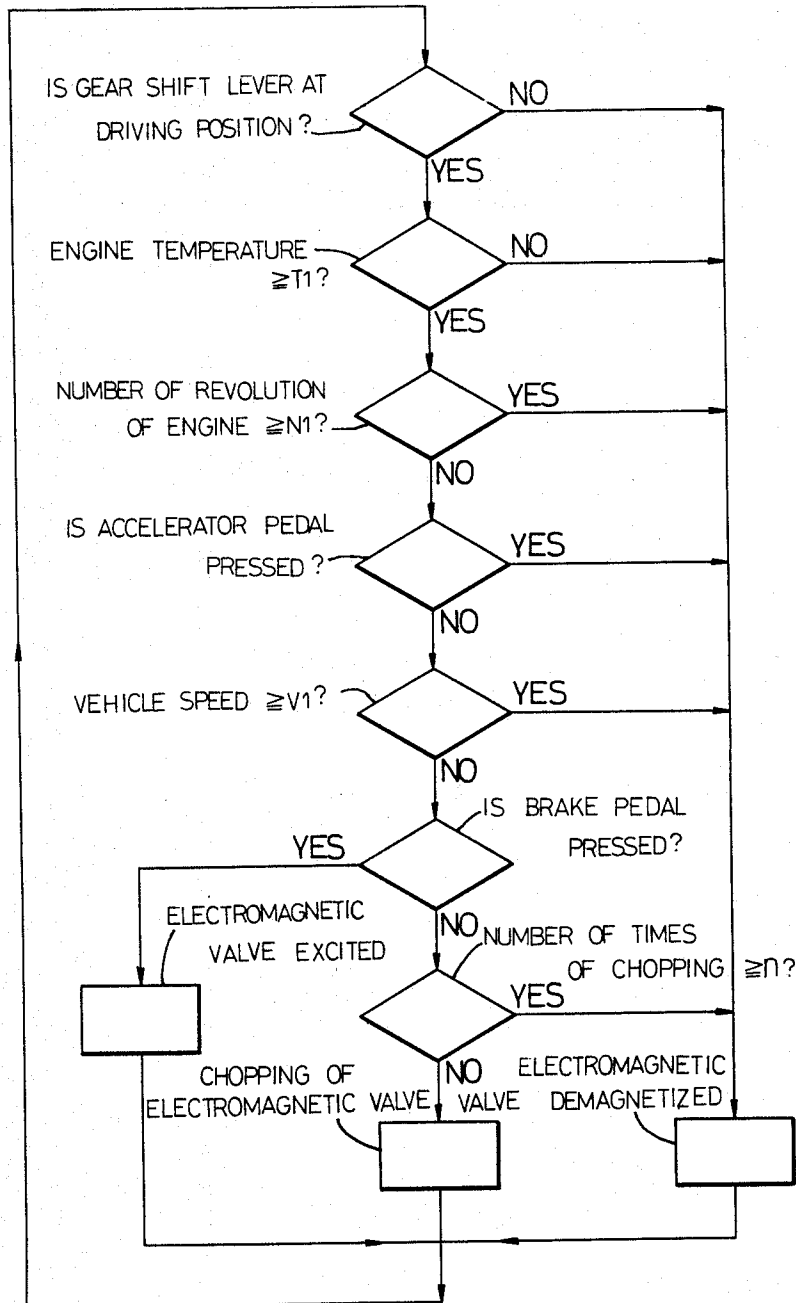 IS GEAR SHIFT LEVER AT
DRIVING POSITION?
NO
YES
ENGINE TEMPERATURE
≧T1?
NO
YES
NUMBER OF REVOLUTION
OF ENGINE ≧N1?
YES
NO
IS ACCELERATOR PEDAL
PRESSED?
YES
NO
VEHICLE SPEED ≧V1?
YES
NO
IS BRAKE PEDAL
PRESSED?
YES
NO
ELECTROMAGNETIC
VALVE EXCITED
NUMBER OF TIMES
OF CHOPPING ≧n?
YES
NO
CHOPPING OF
ELECTROMAGNETIC VALVE
ELECTROMAGNETIC
VALVE DEMAGNETIZED